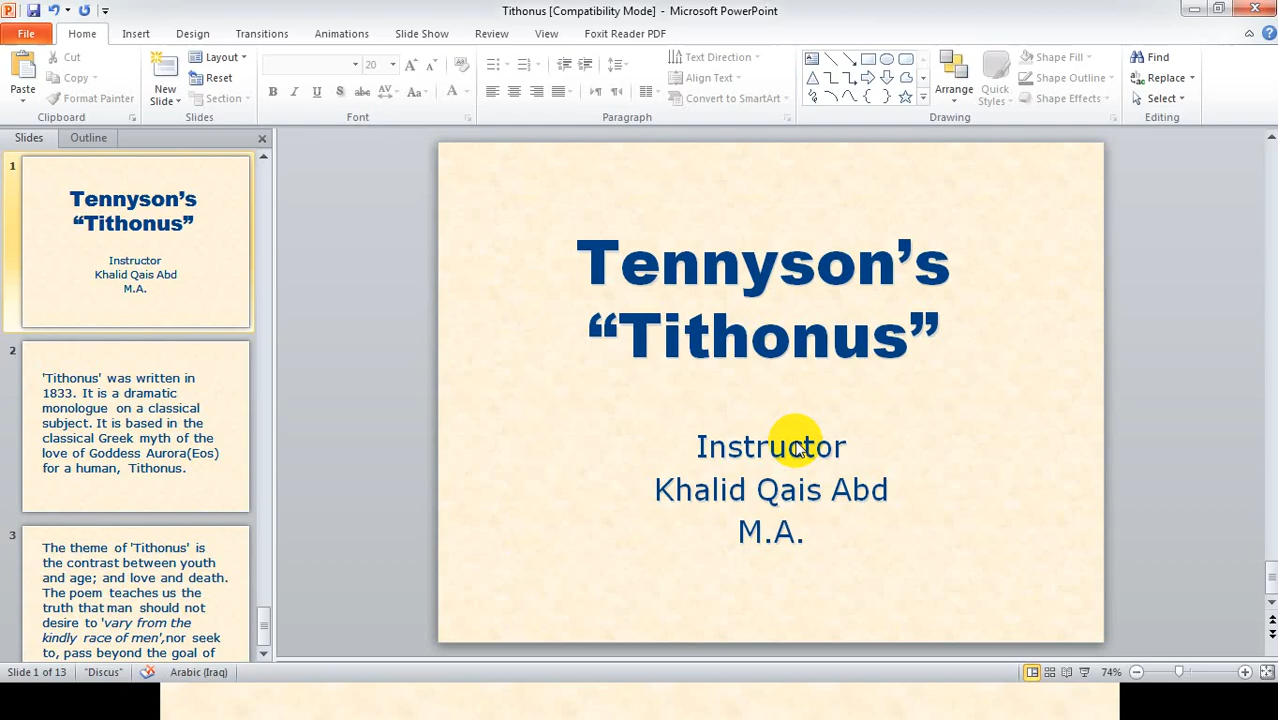 Tithonus [Compatibility Mode] - Microsoft PowerPoint
File Home Insert Design Transitions Animations Slide Show Review View Foxit Reader PDF
Paste
Cut
Copy
Format Painter
Clipboard
New
Slide
Layout
Reset
Section
Slides
20
Font
Text Direction
Align Text
Convert to SmartArt
Paragraph
Arrange
Quick
Styles
Shape Fill
Shape Outline
Shape Effects
Drawing
Find
Replace
Select
Editing
Slides Outline
1
Tennyson’s
“Tithonus”
Instructor
Khalid Qais Abd
M.A.
2
'Tithonus' was written in
1833. It is a dramatic
monologue on a classical
subject. It is based in the
classical Greek myth of the
love of Goddess Aurora(Eos)
for a human, Tithonus.
3
The theme of 'Tithonus' is
the contrast between youth
and age; and love and death.
The poem teaches us the
truth that man should not
desire to 'vary from the
kindly race of men',nor seek
to, pass beyond the goal of
Tennyson’s
“Tithonus”
Instructor
Khalid Qais Abd
M.A.
Slide 1 of 13 "Discus" Arabic (Iraq) 74%